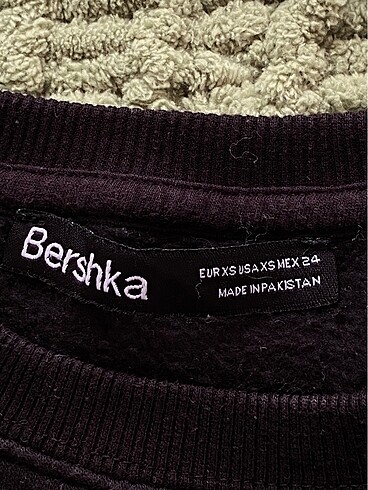 Bershka
EUR XS USA XS MEX 24
MADE IN PAKISTAN